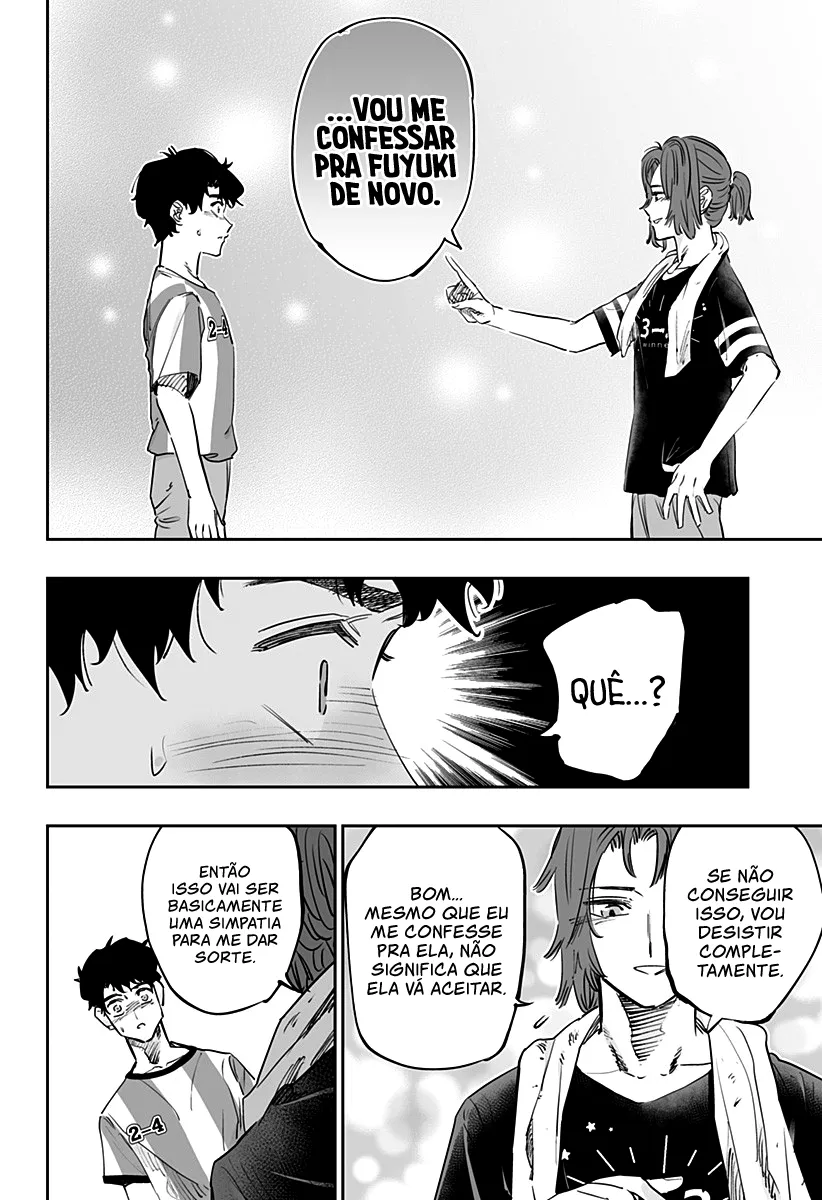 ...VOU ME
CONFESSAR
PRA FUYUKI
DE NOVO.
2-4
3-
WINNE
QUÊ...?
SE NÃO
CONSEGUIR
ISSO, VOU
DESISTIR
COMPLE-
TAMENTE.
BOM...
MESMO QUE EU
ME CONFESSE
PRA ELA, NÃO
SIGNIFICA QUE
ELA VÁ ACEITAR.
ENTÃO
ISSO VAI SER
BASICAMENTE
UMA SIMPATIA
PARA ME DAR
SORTE.
2-4